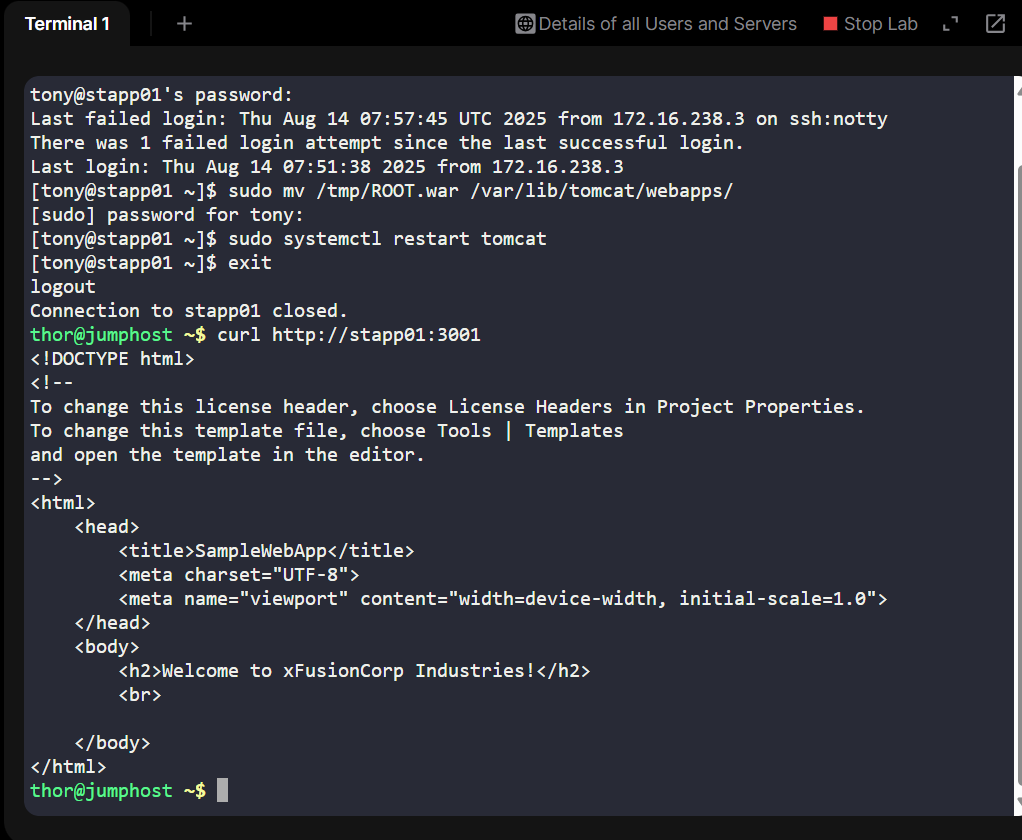 Terminal 1
+
Details of all Users and Servers
Stop Lab
tony@stapp01's password:
Last failed login: Thu Aug 14 07:57:45 UTC 2025 from 172.16.238.3 on ssh:notty
There was 1 failed login attempt since the last successful login.
Last login: Thu Aug 14 07:51:38 2025 from 172.16.238.3
[tony@stapp01 ~]$ sudo mv /tmp/ROOT.war /var/lib/tomcat/webapps/
[sudo] password for tony:
[tony@stapp01 ~]$ sudo systemctl restart tomcat
[tony@stapp01 ~]$ exit
logout
Connection to stapp01 closed.
thor@jumphost ~$ curl http://stapp01:3001
<!DOCTYPE html>
<!--
To change this license header, choose License Headers in Project Properties.
To change this template file, choose Tools | Templates
and open the template in the editor.
-->
<html>
    <head>
        <title>SampleWebApp</title>
        <meta charset="UTF-8">
        <meta name="viewport" content="width=device-width, initial-scale=1.0">
    </head>
    <body>
        <h2>Welcome to xFusionCorp Industries!</h2>
        <br>
    </body>
</html>
thor@jumphost ~$